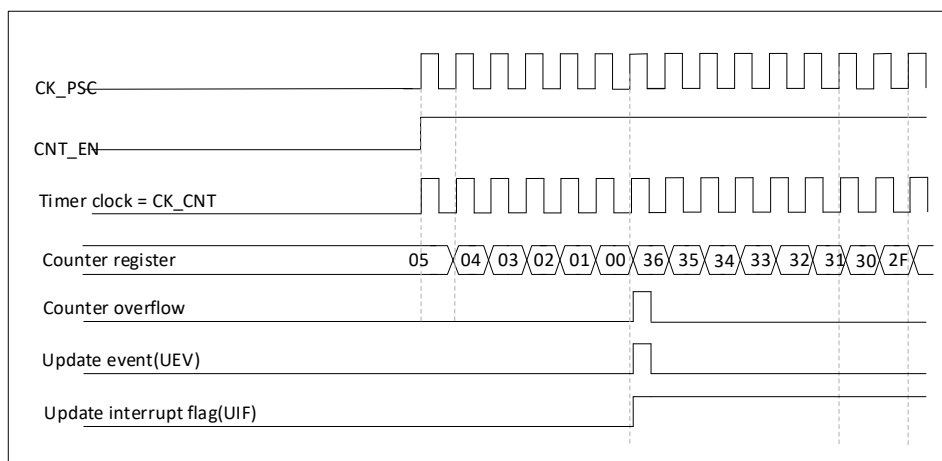 CK_PSC
CNT_EN
Timer clock = CK_CNT
Counter register 05 04 03 02 01 00 36 35 34 33 32 31 30 2F
Counter overflow
Update event(UEV)
Update interrupt flag(UIF)